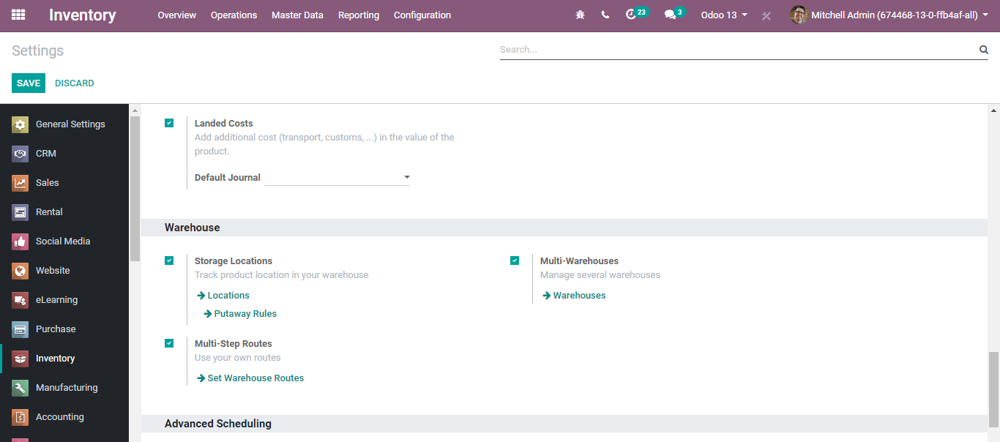 Inventory Overview Operations Master Data Reporting Configuration 23 3 Odoo 13 Mitchell Admin (674468-13-0-ffb4af-all)
Settings
Search...
SAVE DISCARD
General Settings
CRM
Sales
Rental
Social Media
Website
eLearning
Purchase
Inventory
Manufacturing
Accounting
Landed Costs
Add additional cost (transport, customs, ...) in the value of the
product.
Default Journal
Warehouse
Storage Locations
Track product location in your warehouse
Locations
Putaway Rules
Multi-Warehouses
Manage several warehouses
Warehouses
Multi-Step Routes
Use your own routes
Set Warehouse Routes
Advanced Scheduling